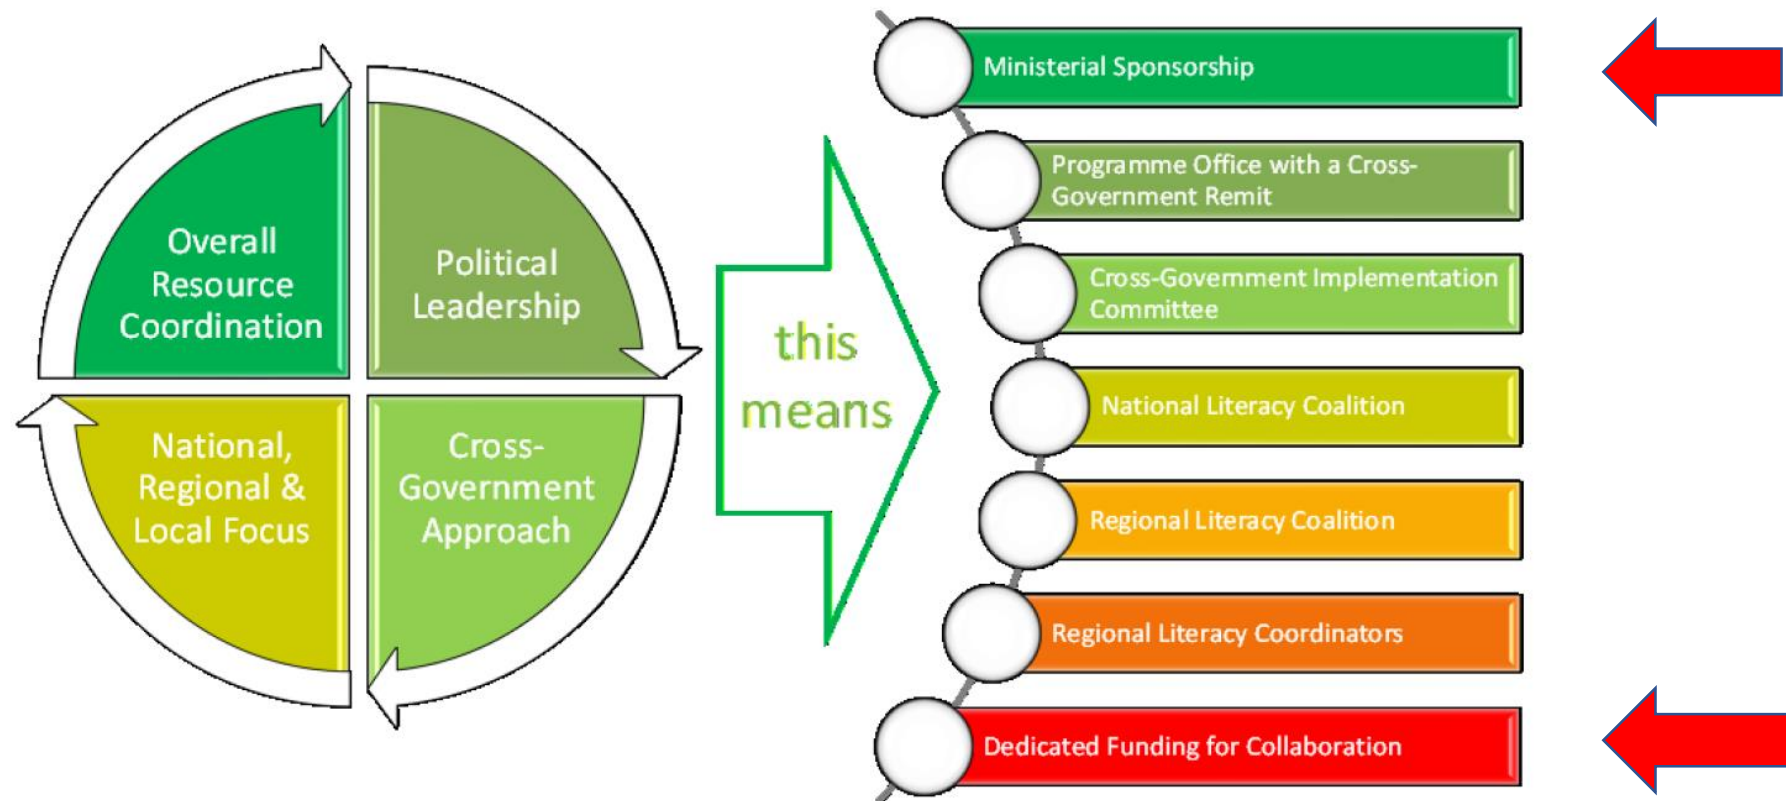 Overall
Resource
Coordination
Political
Leadership
National,
Regional &
Local Focus
Cross-
Government
Approach
this
means
Ministerial Sponsorship
Programme Office with a Cross-
Government Remit
Cross-Government Implementation
Committee
National Literacy Coalition
Regional Literacy Coalition
Regional Literacy Coordinators
Dedicated Funding for Collaboration